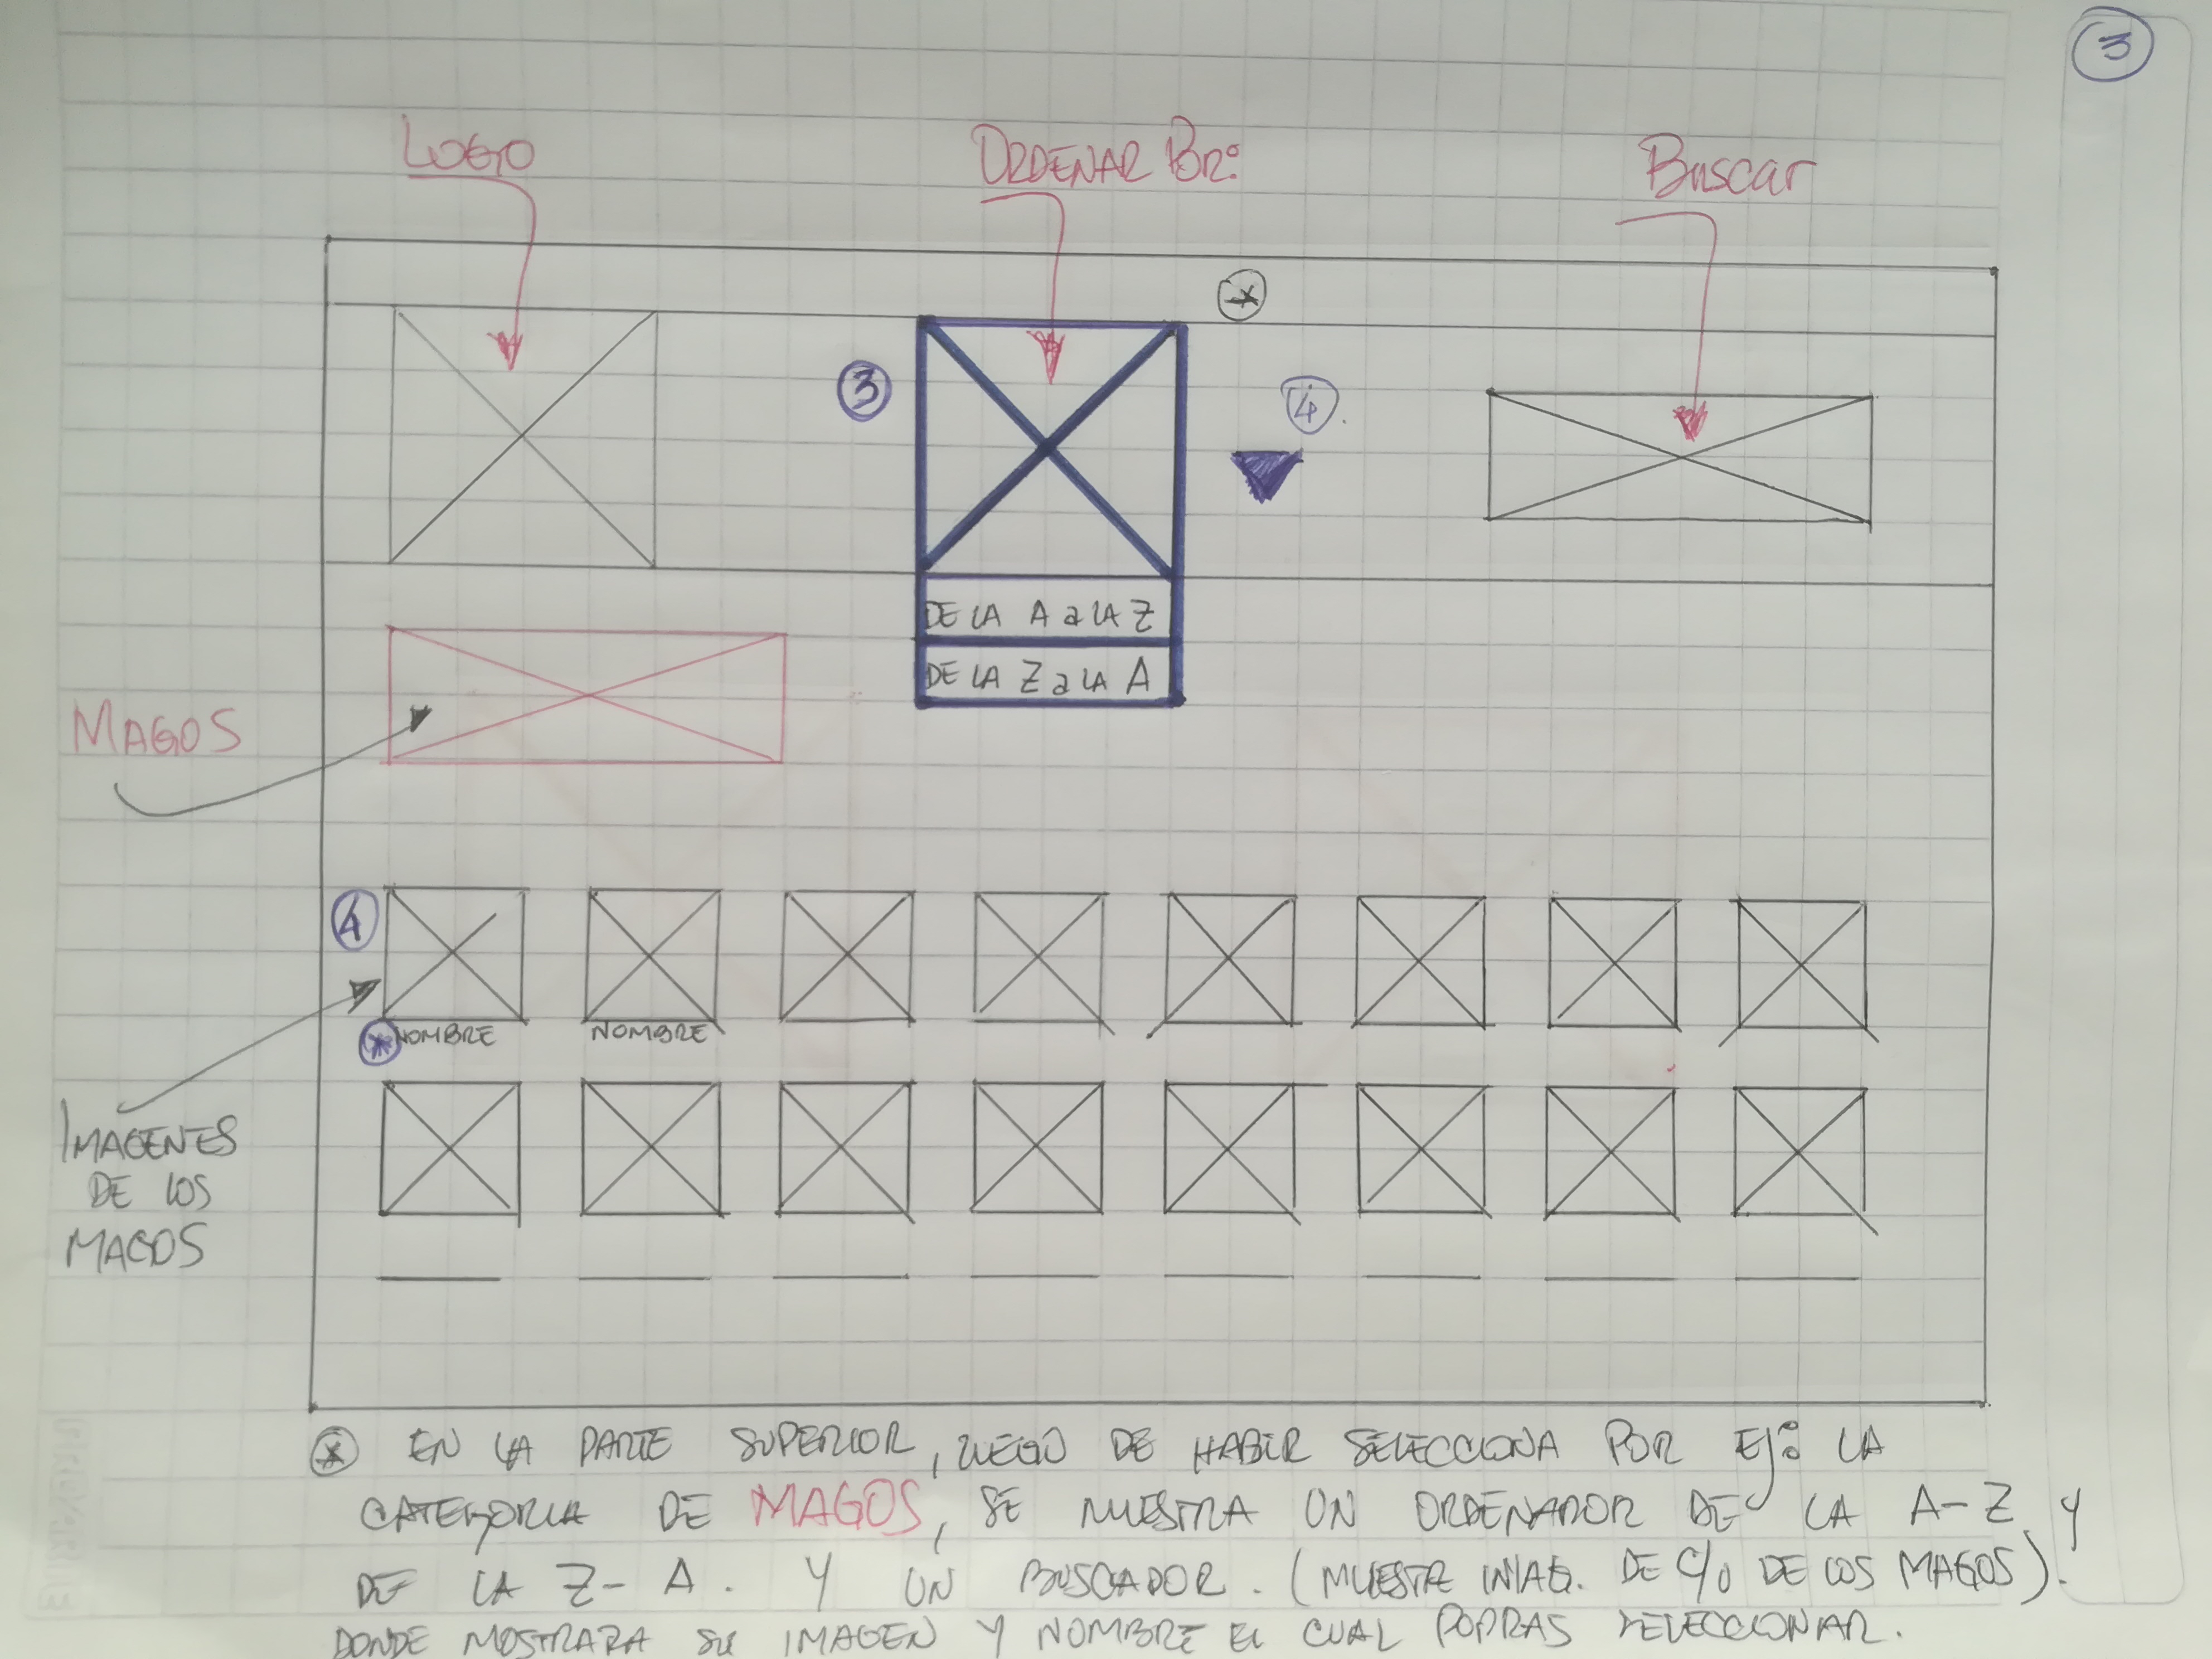 3
LOGO
ORDENAR POR:
Buscar
*
3
4.
DE LA A a LA Z
DE LA Z a LA A
MAGOS
4
* NOMBRE
NOMBRE
IMAGENES
DE LOS
MAGOS
* EN LA PARTE SUPERIOR, LUEGO DE HABER SELECCIONA POR Ej: LA
CATEGORIA DE MAGOS, SE MUESTRA UN ORDENADOR DE LA A-Z y
DE LA Z-A. Y UN BUSCADOR. (MUESTR IMAG. DE C/U DE LOS MAGOS).
DONDE MOSTRARA SU IMAGEN Y NOMBRE EL CUAL PODRAS SELECCIONAR.